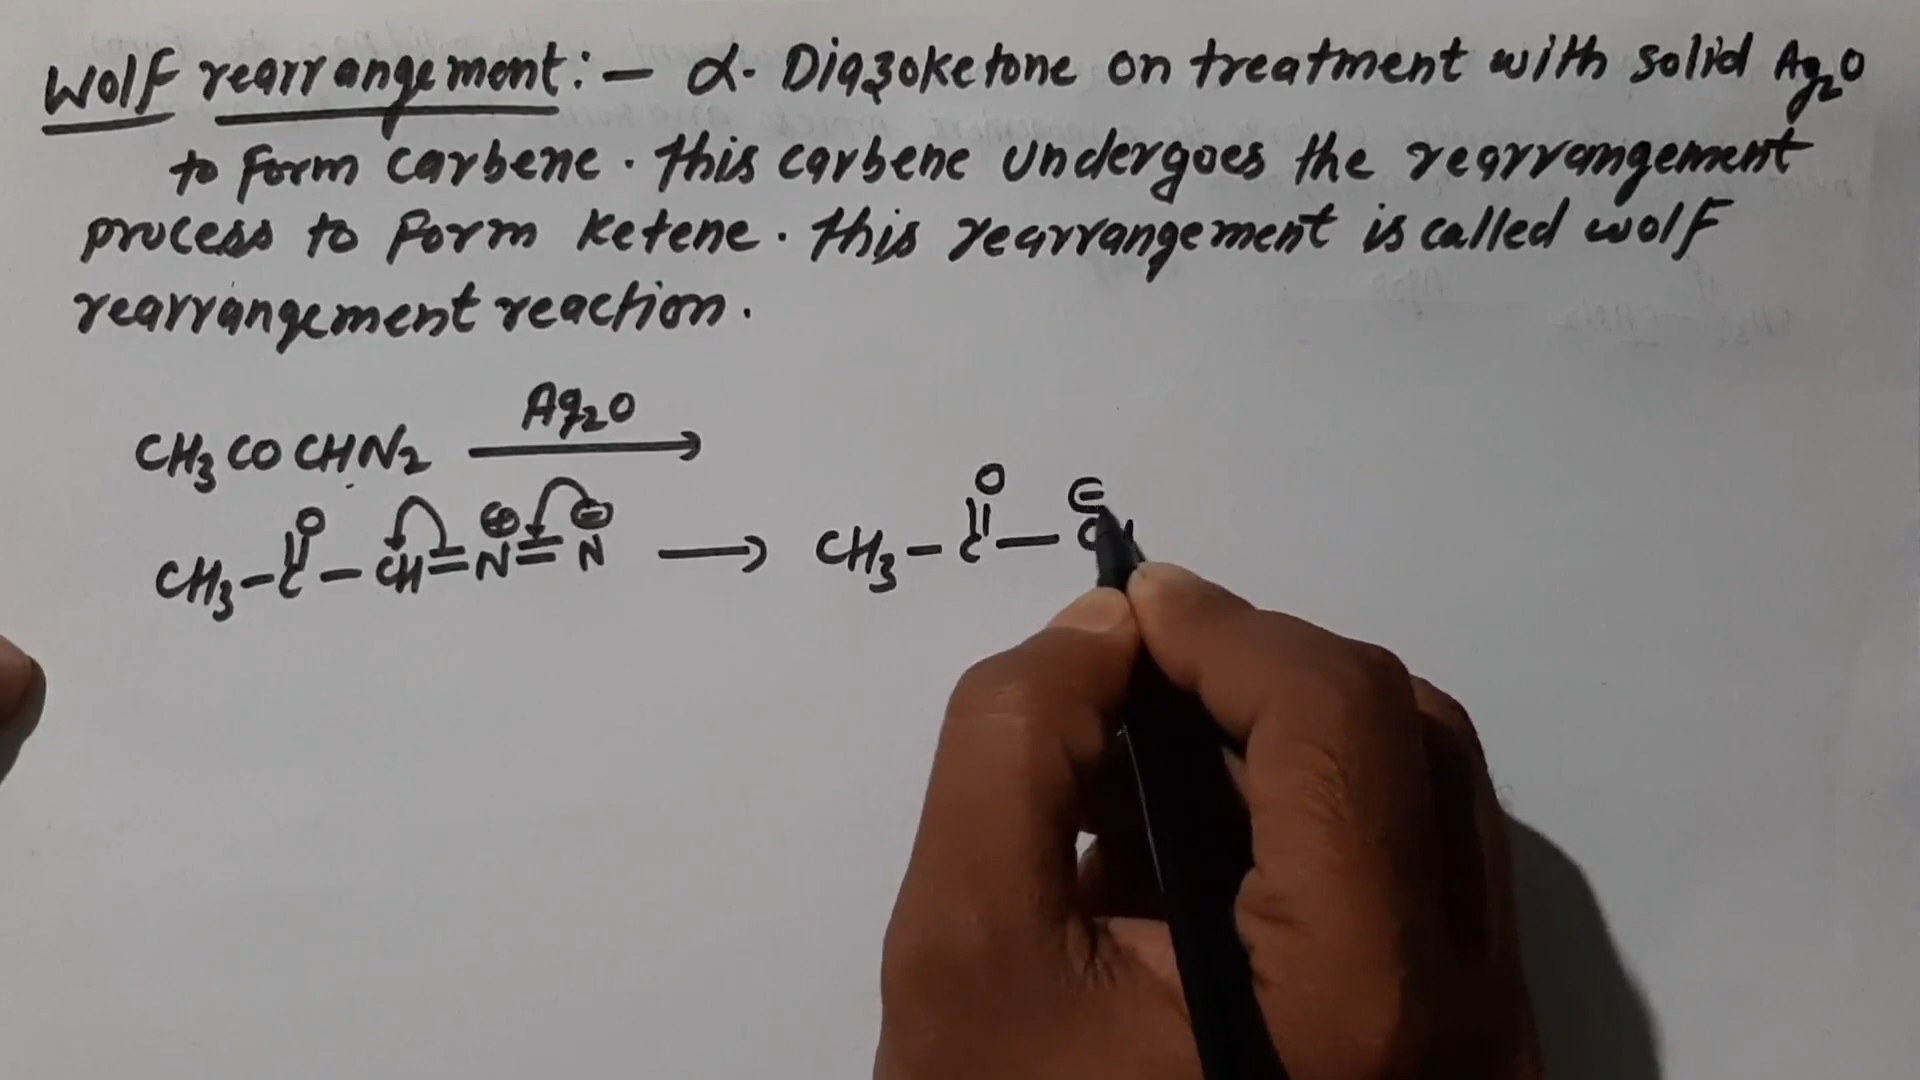 Wolf rearrangement :- α. Diazoketone on treatment with solid Ag₂O
to form carbene. this carbene undergoes the rearrangement
process to form ketene. this rearrangement is called wolf
rearrangement reaction.
CH₃COCHN₂ Ag₂O →
CH₃-C(=O)-CH=N⊕=N⊖ → CH₃-C(=O)-